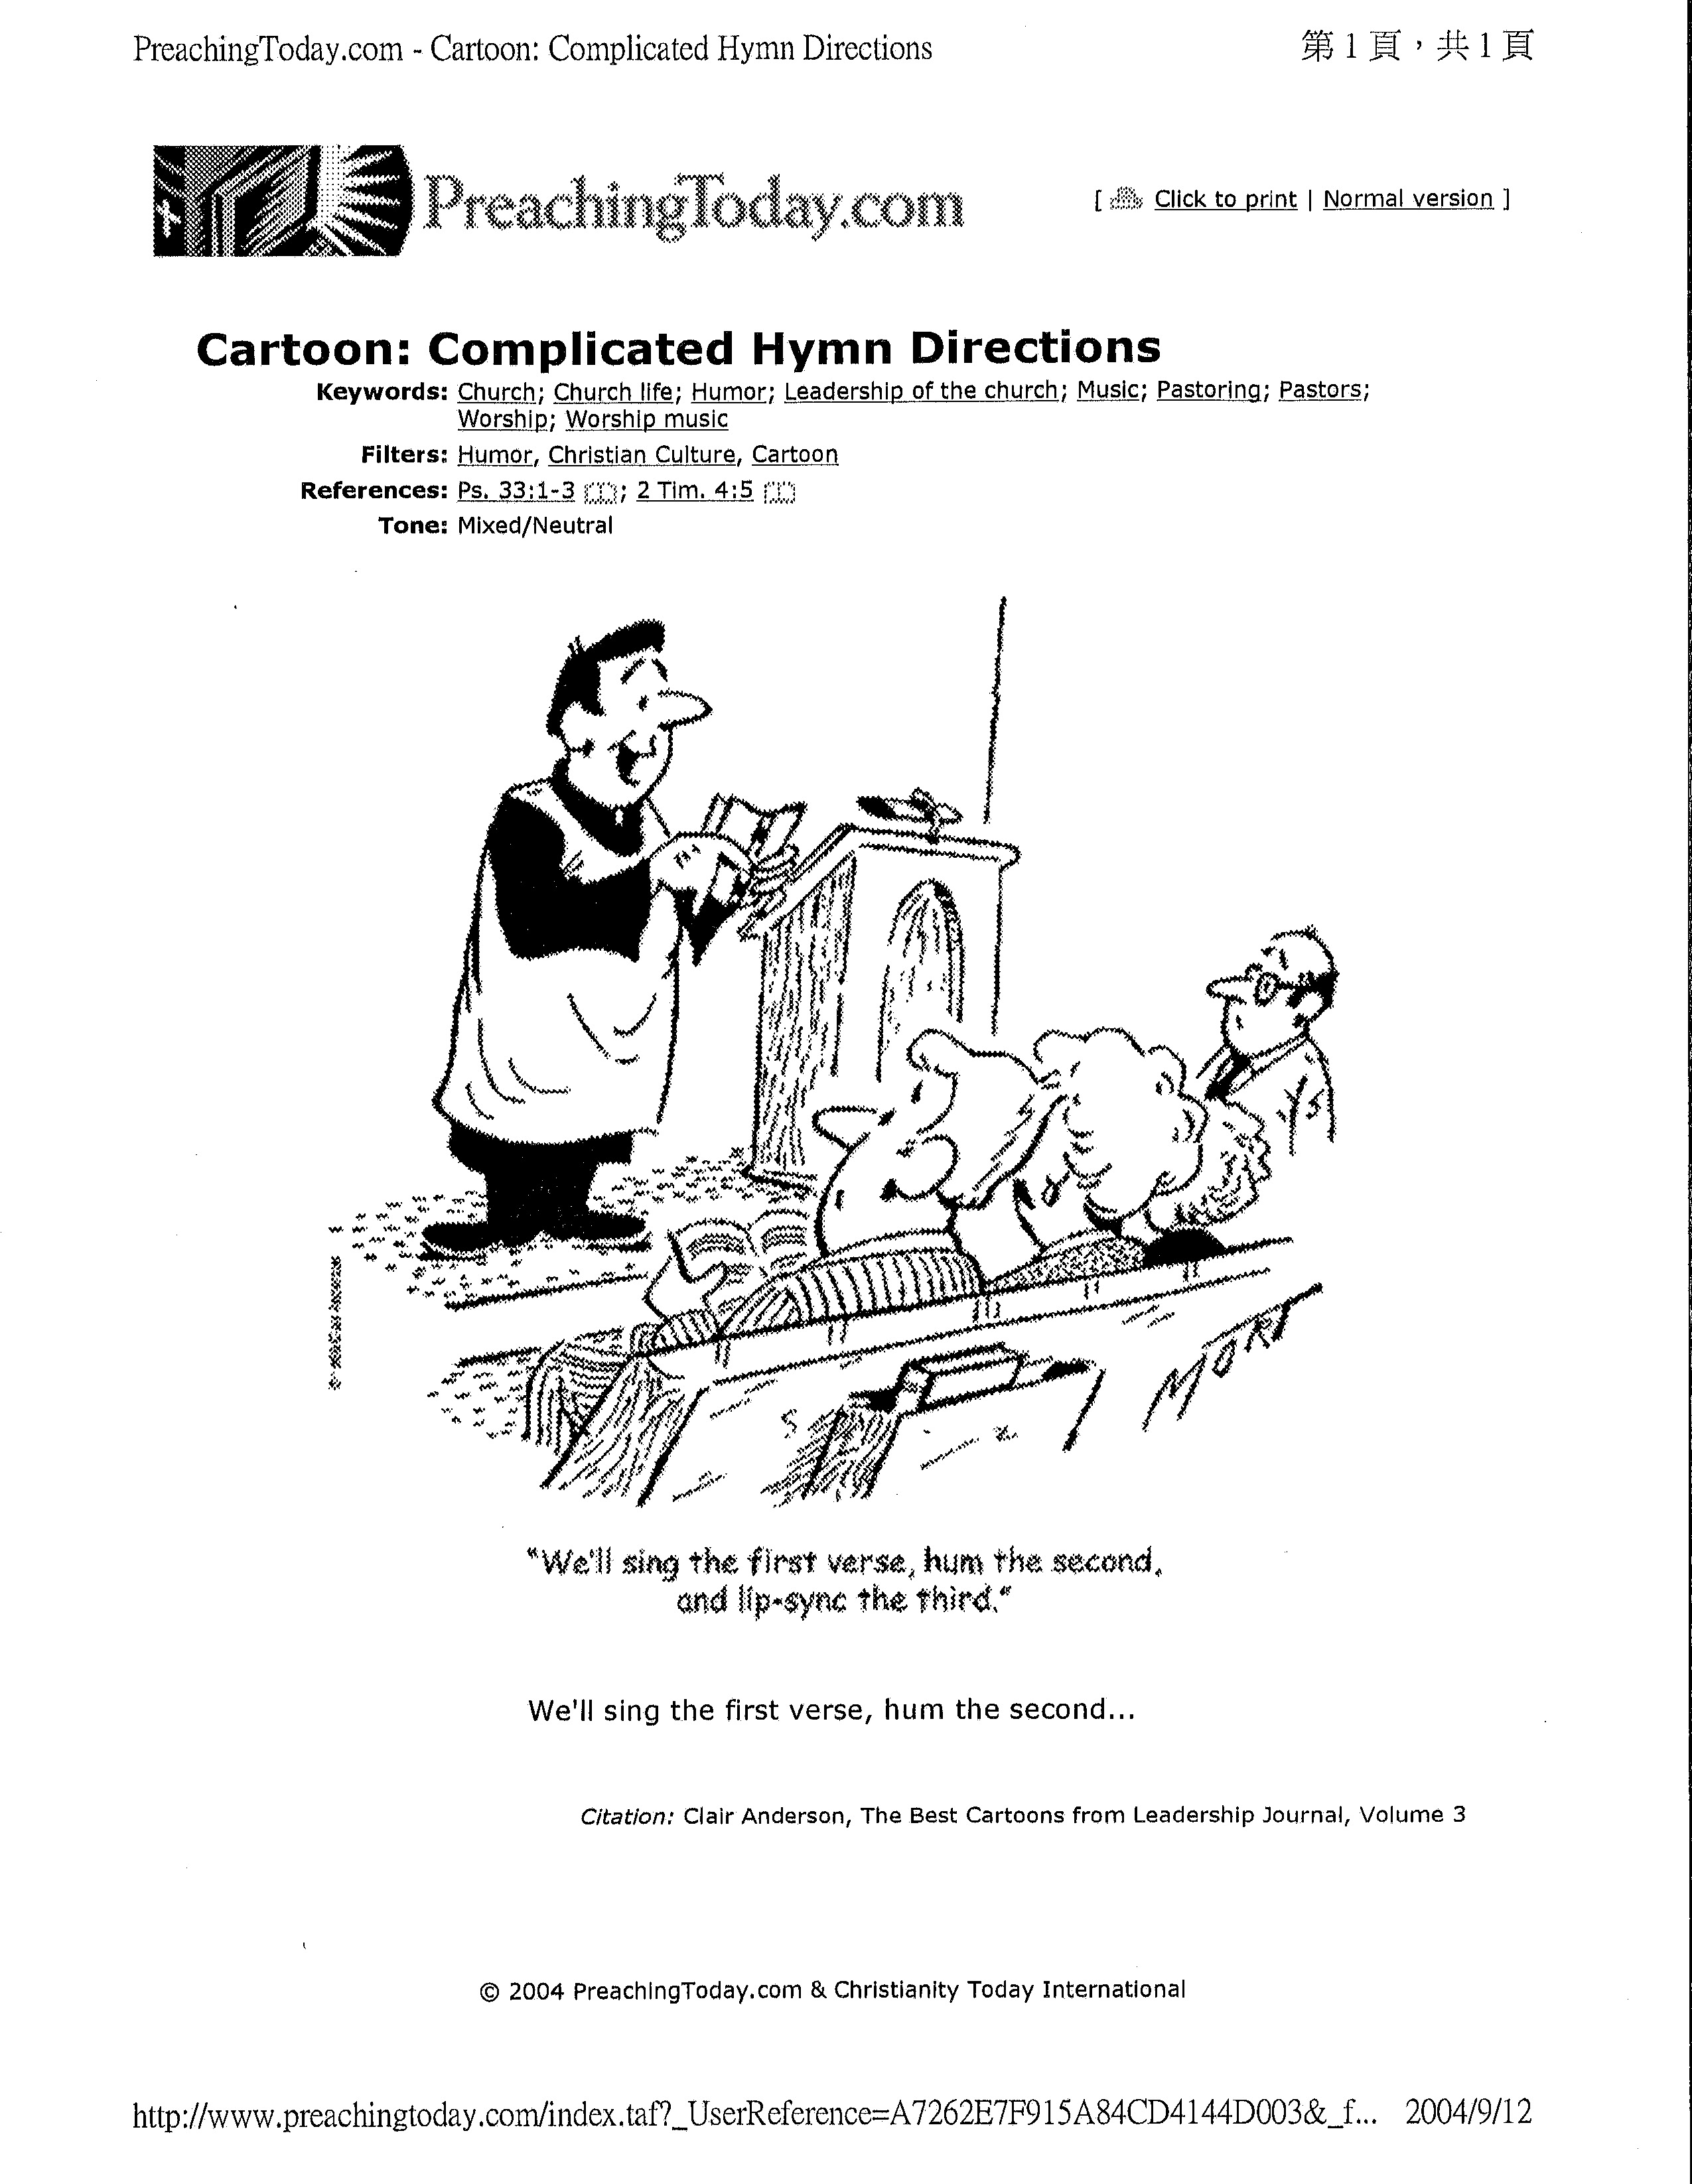 PreachingToday.com - Cartoon: Complicated Hymn Directions
第 1 頁，共 1 頁
PreachingToday.com
[ Click to print | Normal version ]
Cartoon: Complicated Hymn Directions
Keywords: Church; Church life; Humor; Leadership of the church; Music; Pastoring; Pastors;
Worship; Worship music
Filters: Humor, Christian Culture, Cartoon
References: Ps. 33:1-3 ; 2 Tim. 4:5
Tone: Mixed/Neutral
MORT
"We'll sing the first verse, hum the second,
and lip-sync the third."
We'll sing the first verse, hum the second...
Citation: Clair Anderson, The Best Cartoons from Leadership Journal, Volume 3
© 2004 PreachingToday.com & Christianity Today International
http://www.preachingtoday.com/index.taf?_UserReference=A7262E7F915A84CD4144D003&_f... 2004/9/12